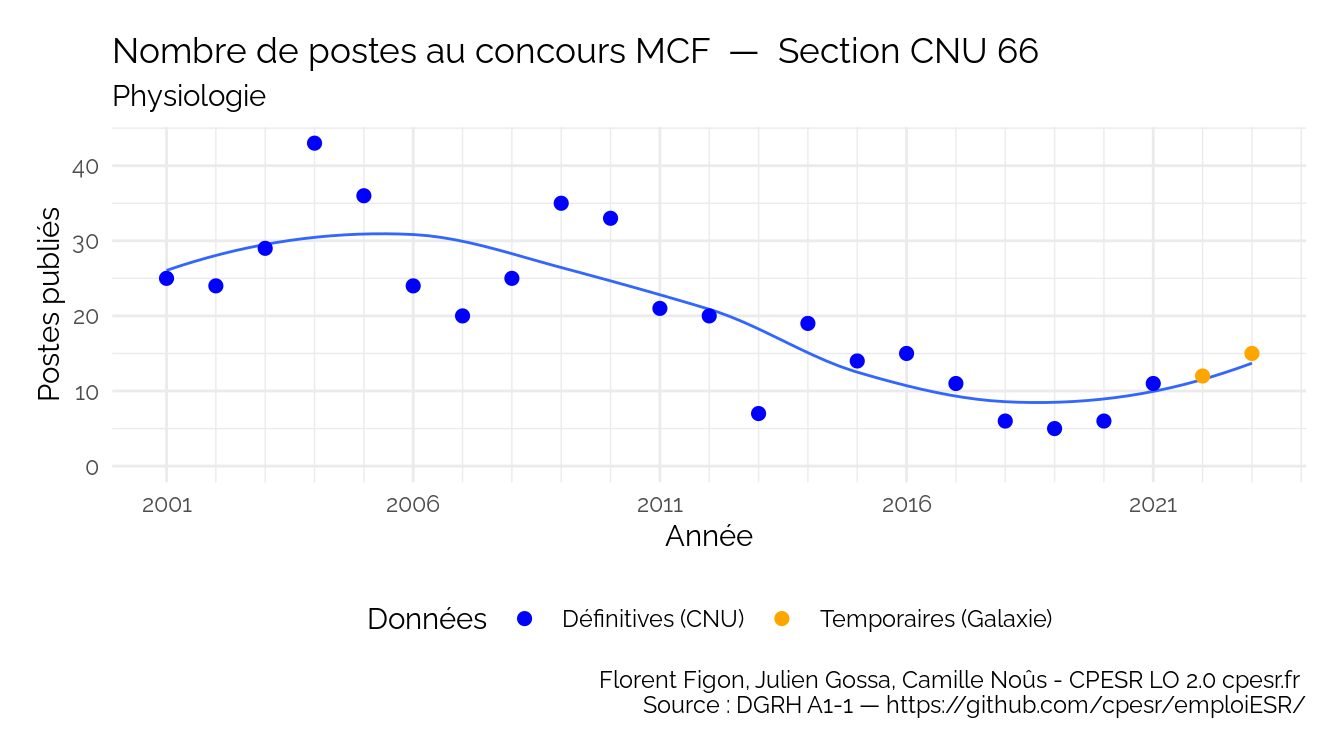 Nombre de postes au concours MCF — Section CNU 66
Physiologie
Postes publiés
40
30
20
10
0
2001 2006 2011 2016 2021
Année
Données Définitives (CNU) Temporaires (Galaxie)
Florent Figon, Julien Gossa, Camille Noûs - CPESR LO 2.0 cpesr.fr
Source : DGRH A1-1 — https://github.com/cpesr/emploiESR/